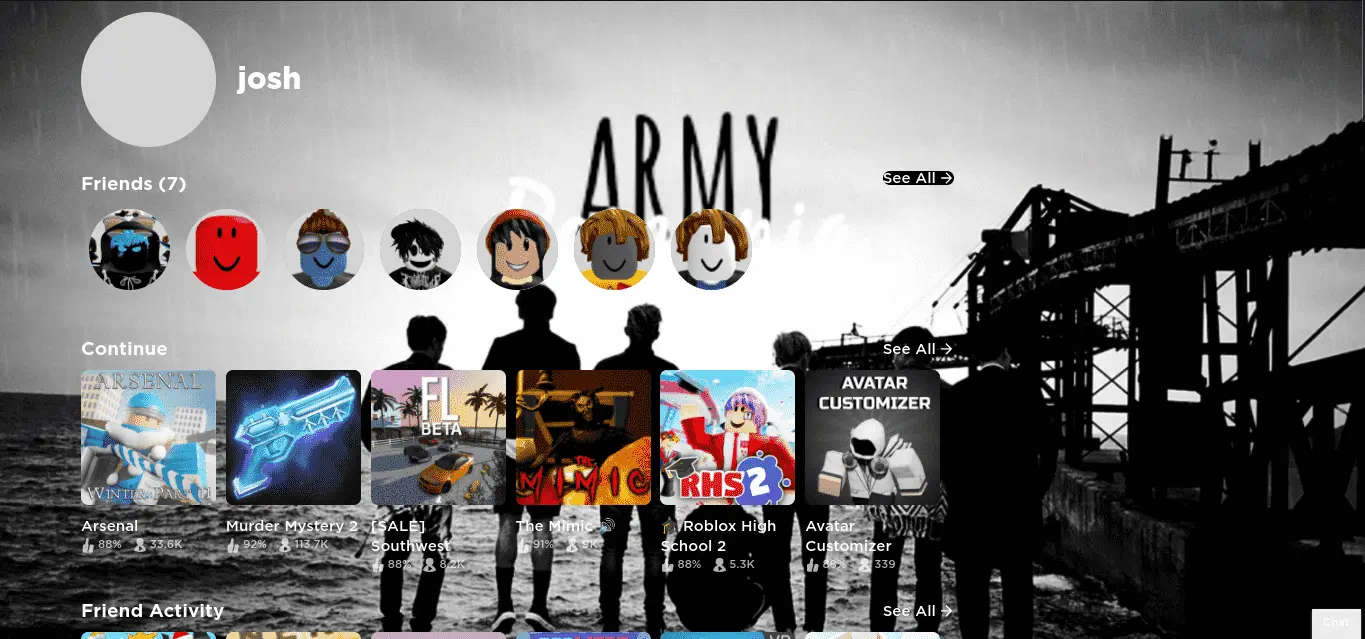 josh
ARMY
Friends (7)
See All →
Continue
See All →
ARSENAL
WINTER PART II
FL
BETA
THE
MIMIC
RHS2
AVATAR
CUSTOMIZER
Arsenal
88% 33.6K
Murder Mystery 2
92% 113.7K
[SALE]
Southwest
88% 8.2K
The Mimic
91% 9K
Roblox High
School 2
88% 5.3K
Avatar
Customizer
86% 339
Friend Activity
See All →
Chat